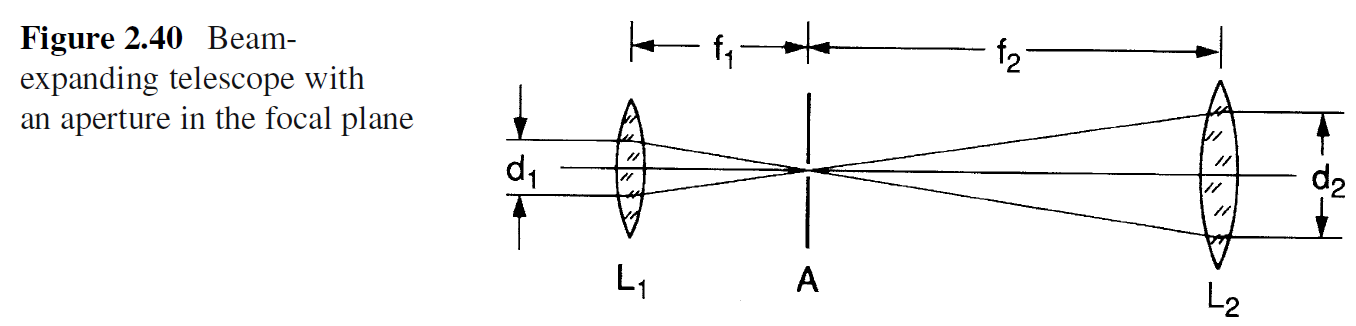 Figure 2.40 Beam-
expanding telescope with
an aperture in the focal plane
f₁
f₂
d₁
d₂
L₁
A
L₂